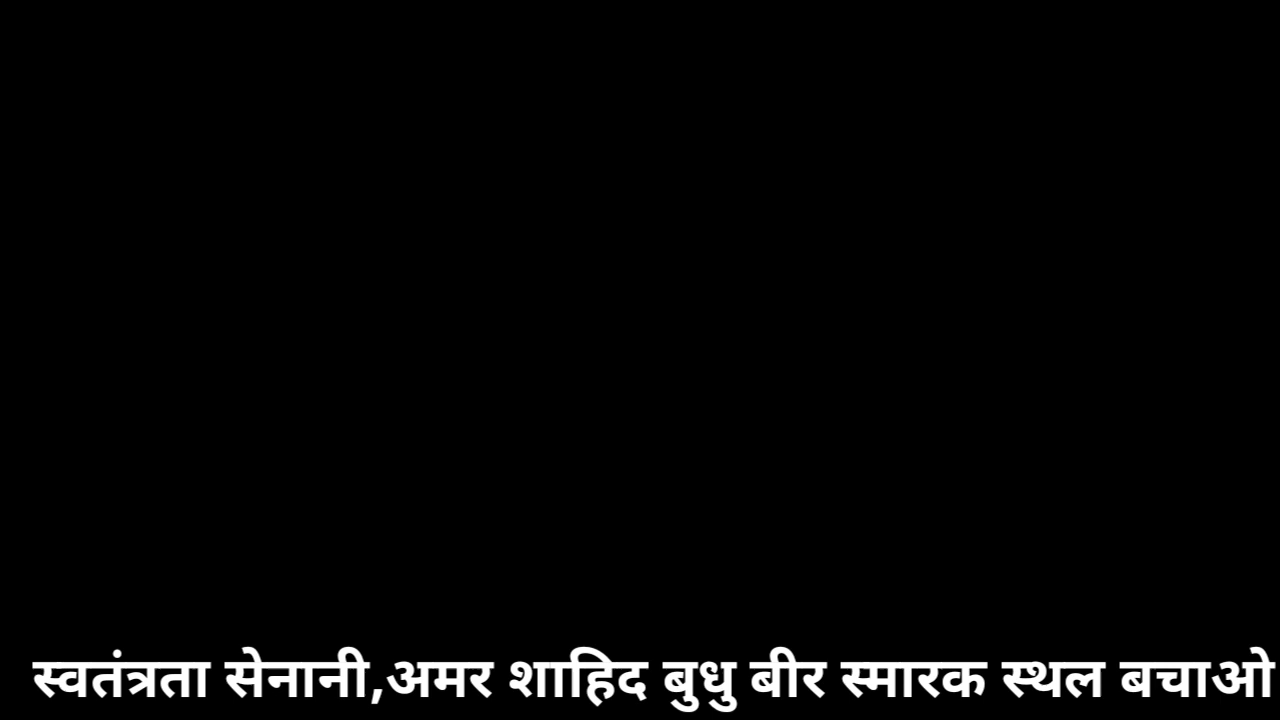 स्वतंत्रता सेनानी,अमर शाहिद बुधु बीर स्मारक स्थल बचाओ